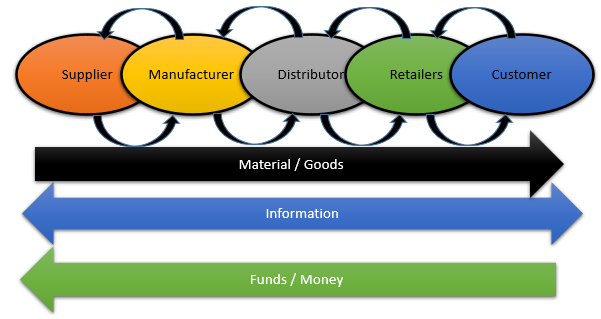 Supplier
Manufacturer
Distributor
Retailers
Customer
Material / Goods
Information
Funds / Money